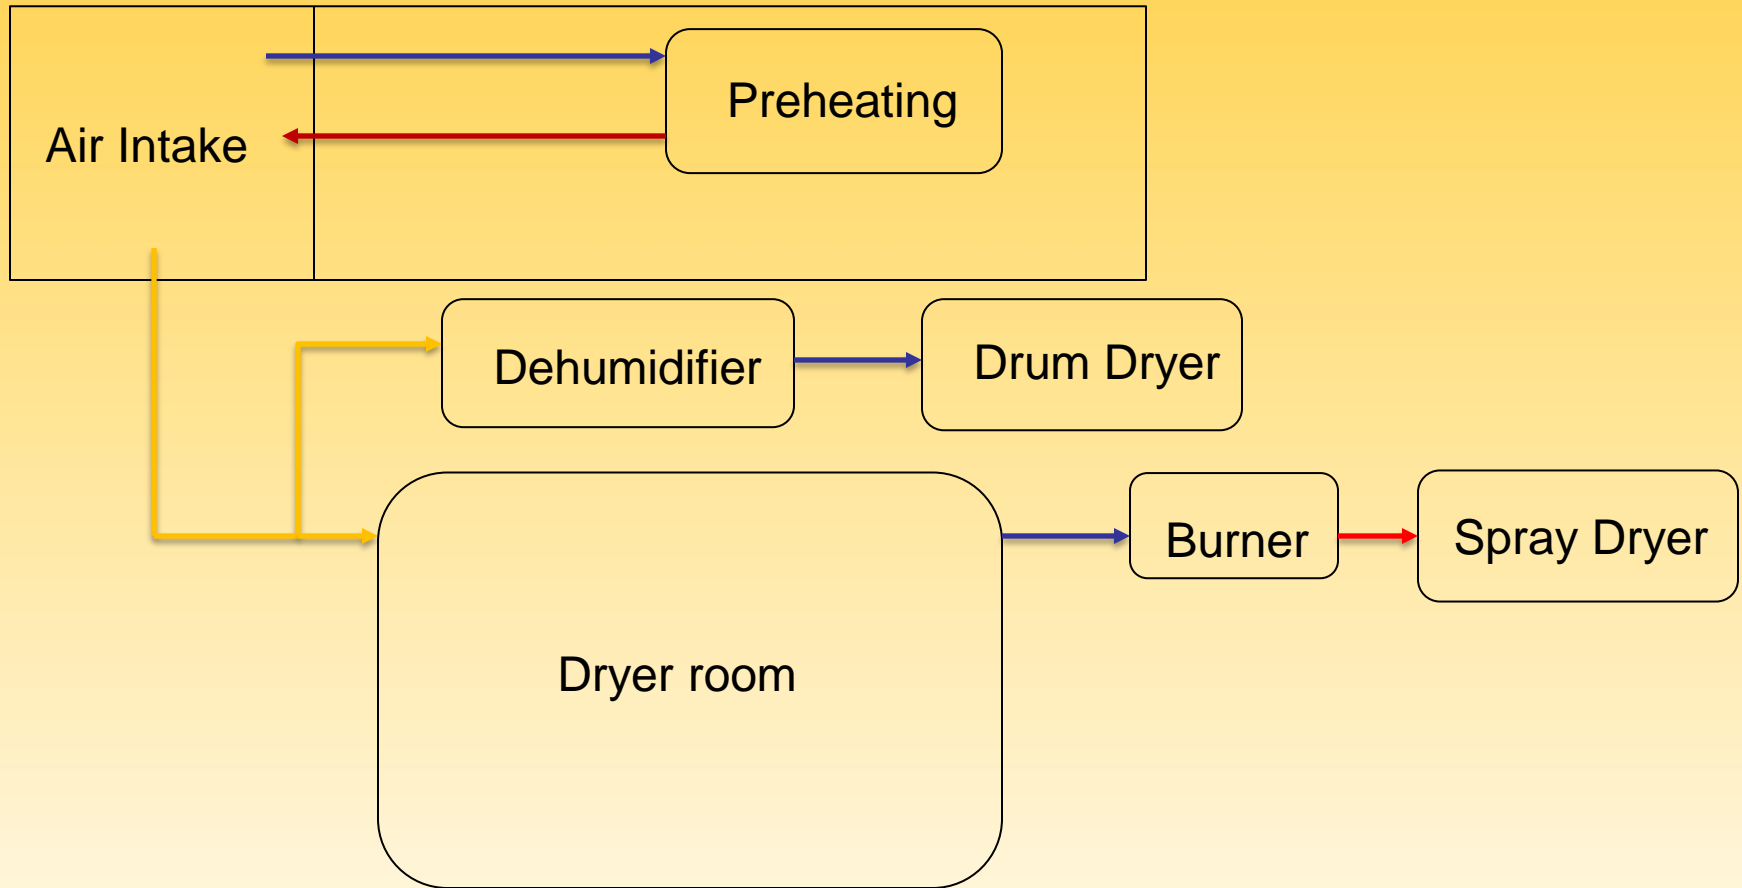 Preheating
Air Intake
Dehumidifier
Drum Dryer
Burner
Spray Dryer
Dryer room